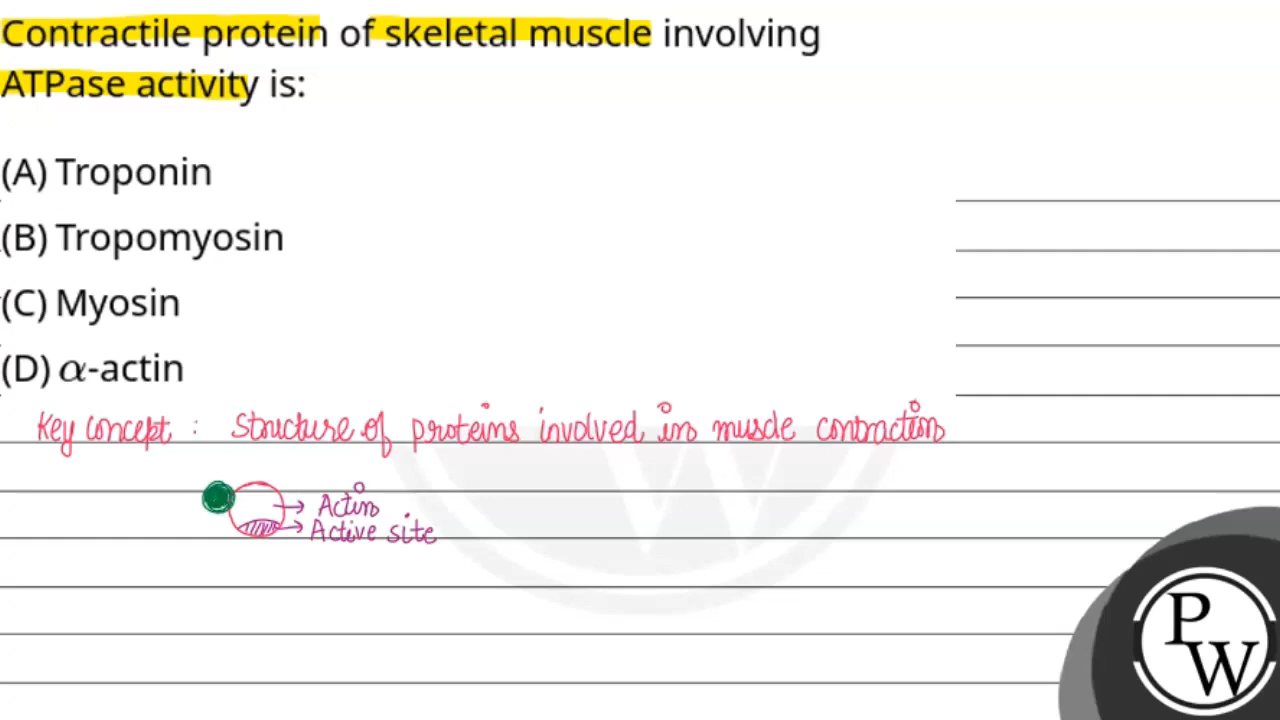 Contractile protein of skeletal muscle involving
ATPase activity is:
(A) Troponin
(B) Tropomyosin
(C) Myosin
(D) α-actin
Key concept : Structure of proteins involved in muscle contraction
Actin
Active site
P
W